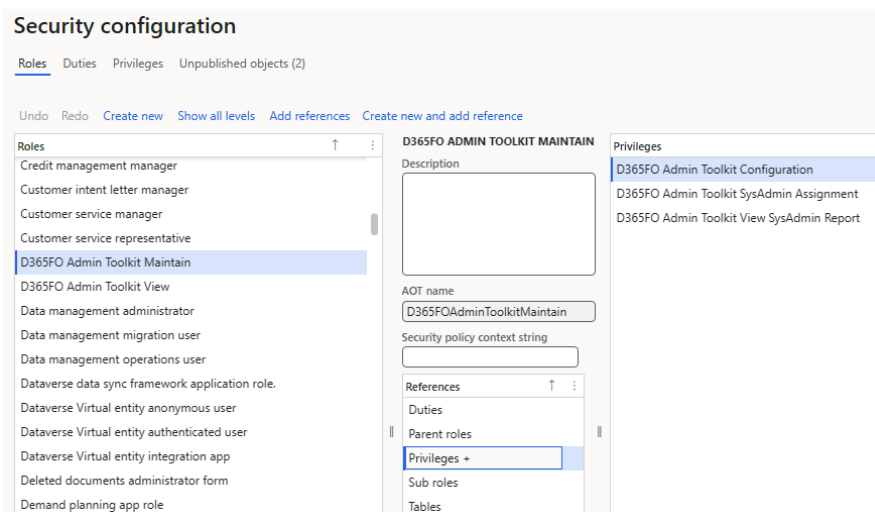 Security configuration
Roles Duties Privileges Unpublished objects (2)
Undo Redo Create new Show all levels Add references Create new and add reference
Roles
Credit management manager
Customer intent letter manager
Customer service manager
Customer service representative
D365FO Admin Toolkit Maintain
D365FO Admin Toolkit View
Data management administrator
Data management migration user
Data management operations user
Dataverse data sync framework application role.
Dataverse Virtual entity anonymous user
Dataverse Virtual entity authenticated user
Dataverse Virtual entity integration app
Deleted documents administrator form
Demand planning app role
D365FO ADMIN TOOLKIT MAINTAIN
Description
AOT name
D365FOAdminToolkitMaintain
Security policy context string
References
Duties
Parent roles
Privileges +
Sub roles
Tables
Privileges
D365FO Admin Toolkit Configuration
D365FO Admin Toolkit SysAdmin Assignment
D365FO Admin Toolkit View SysAdmin Report